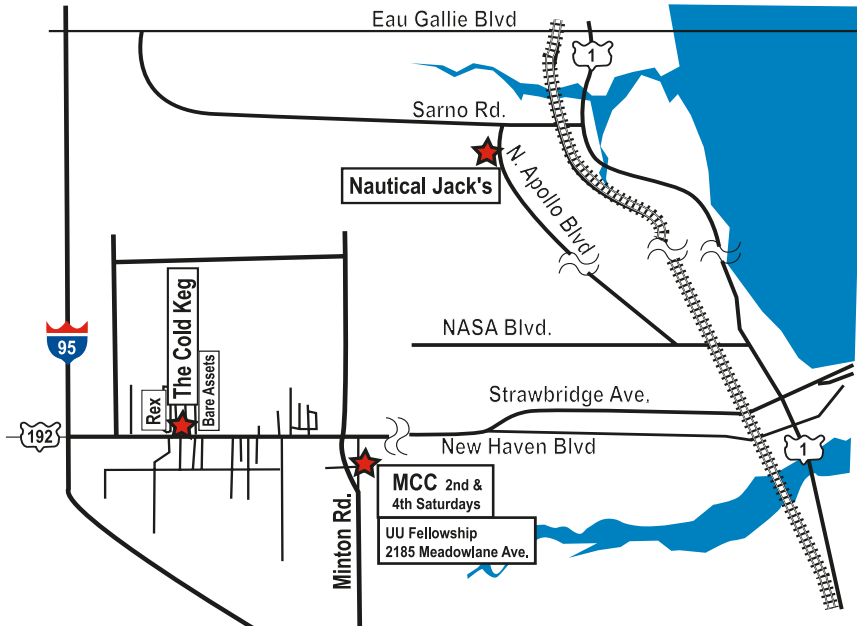 Eau Gallie Blvd
1
Sarno Rd.
N. Apollo Blvd
Nautical Jack's
NASA Blvd.
95
The Cold Keg
Rex
Bare Assets
Strawbridge Ave.
192
New Haven Blvd
1
MCC 2nd &
4th Saturdays
Minton Rd.
UU Fellowship
2185 Meadowlane Ave.